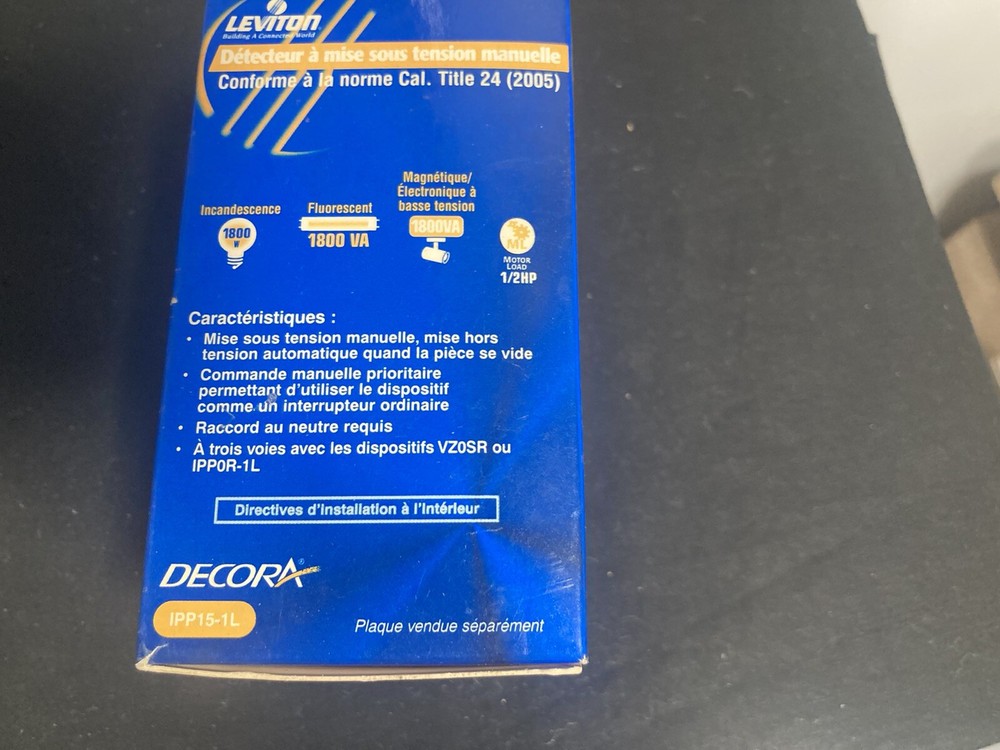 LEVITON
Building A Connected World
Détecteur à mise sous tension manuelle
Conforme à la norme Cal. Title 24 (2005)
Incandescence
1800
W
Fluorescent
1800 VA
Magnétique/
Électronique à
basse tension
1800VA
ML
MOTOR
LOAD
1/2HP
Caractéristiques :
• Mise sous tension manuelle, mise hors
tension automatique quand la pièce se vide
• Commande manuelle prioritaire
permettant d'utiliser le dispositif
comme un interrupteur ordinaire
• Raccord au neutre requis
• À trois voies avec les dispositifs VZ0SR ou
IPP0R-1L
Directives d'installation à l'intérieur
DECORA®
IPP15-1L
Plaque vendue séparément